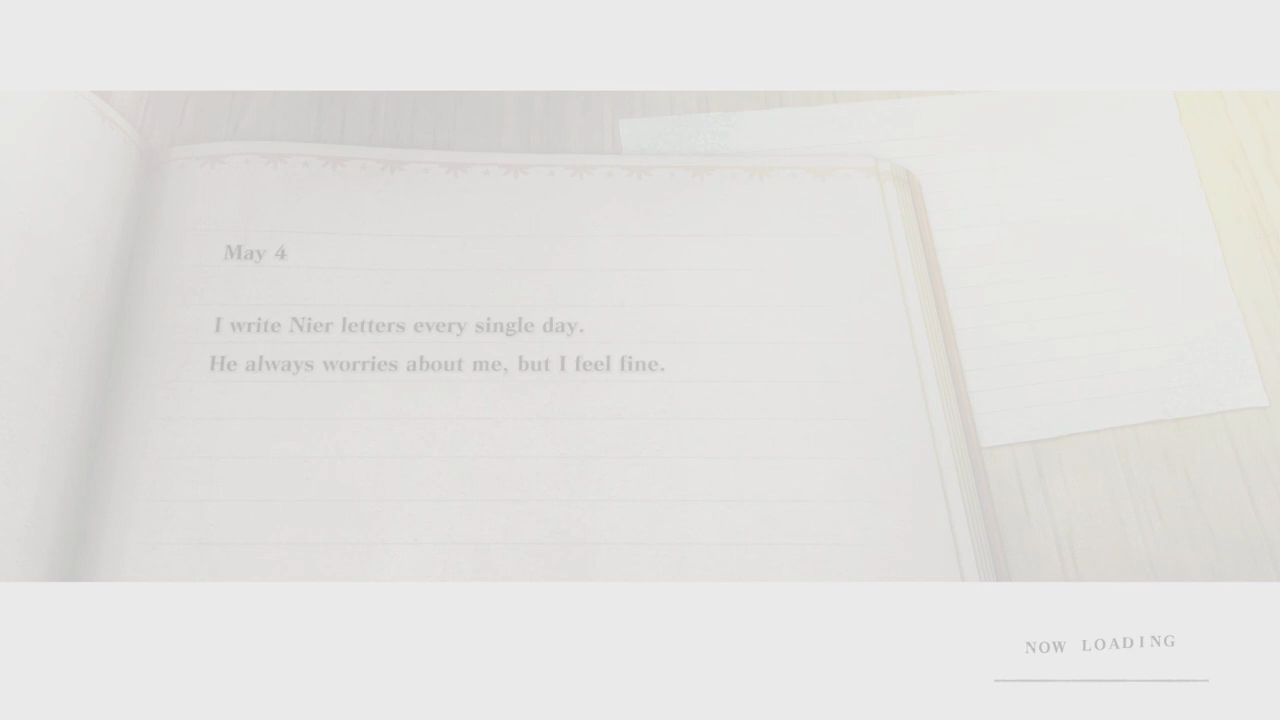 May 4
I write Nier letters every single day.
He always worries about me, but I feel fine.
NOW LOADING